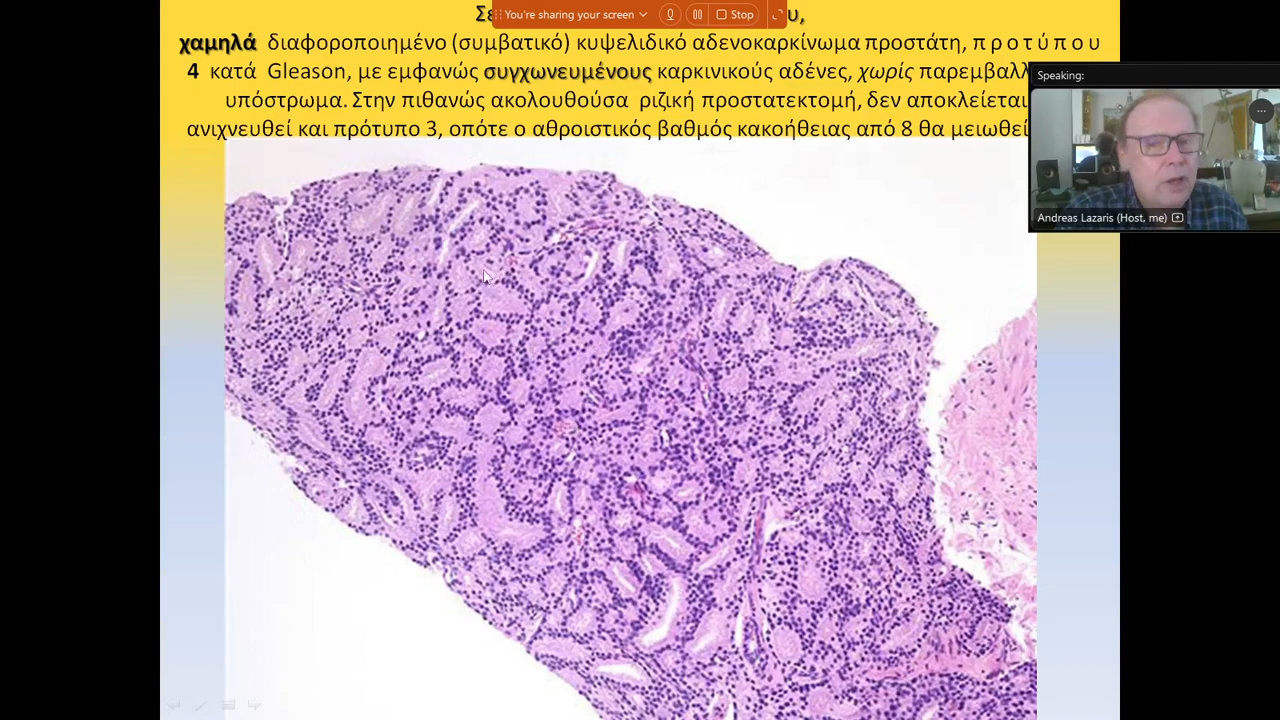 You're sharing your screen
Stop
χαμηλά διαφοροποιημένο (συμβατικό) κυψελιδικό αδενοκαρκίνωμα προστάτη, π ρ ο τ ύ π ο υ
4 κατά Gleason, με εμφανώς συγχωνευμένους καρκινικούς αδένες, χωρίς
υπόστρωμα. Στην πιθανώς ακολουθούσα ριζική προστατεκτομή, δεν αποκλείεται
ανιχνευθεί και πρότυπο 3, οπότε ο αθροιστικός βαθμός κακοήθειας από 8 θα μειωθεί
Speaking:
Andreas Lazaris (Host, me)